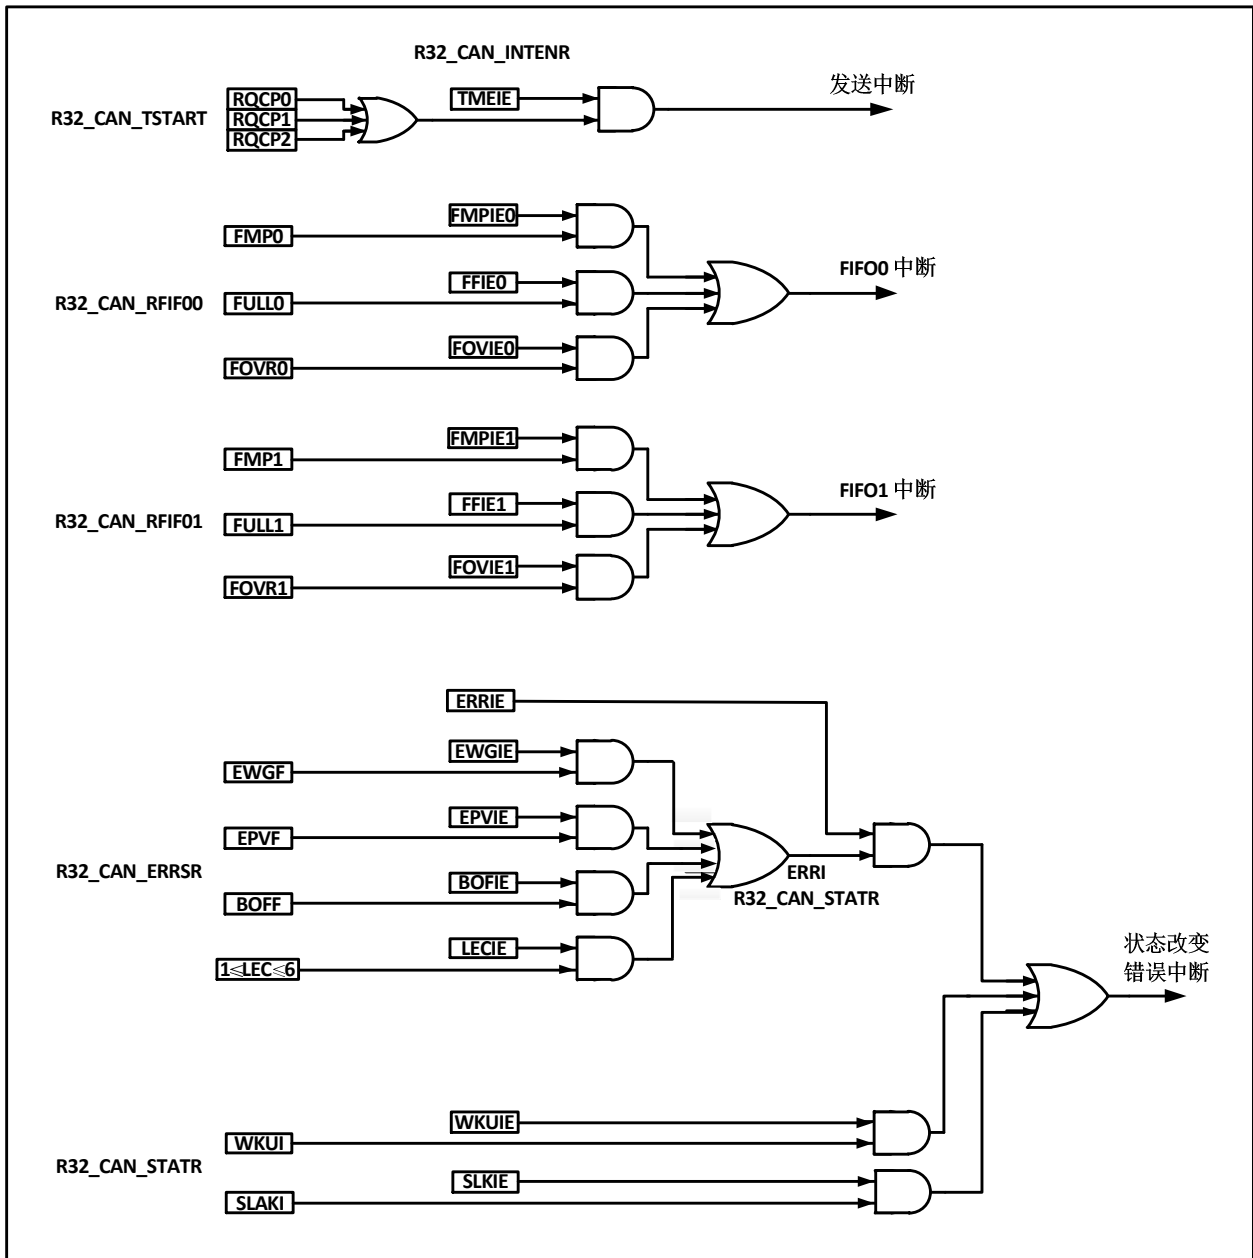 R32_CAN_INTENR
发送中断
RQCP0
TMEIE
R32_CAN_TSTART
RQCP1
RQCP2
FMPIE0
FMP0
FIFO0 中断
FFIE0
R32_CAN_RFIF00
FULL0
FOVIE0
FOVR0
FMPIE1
FMP1
FIFO1 中断
FFIE1
R32_CAN_RFIF01
FULL1
FOVIE1
FOVR1
ERRIE
EWGIE
EWGF
EPVIE
EPVF
R32_CAN_ERRSR
ERRI
BOFIE
R32_CAN_STATR
BOFF
LECIE
1≤LEC≤6
状态改变
错误中断
WKUIE
WKUI
R32_CAN_STATR
SLKIE
SLAKI